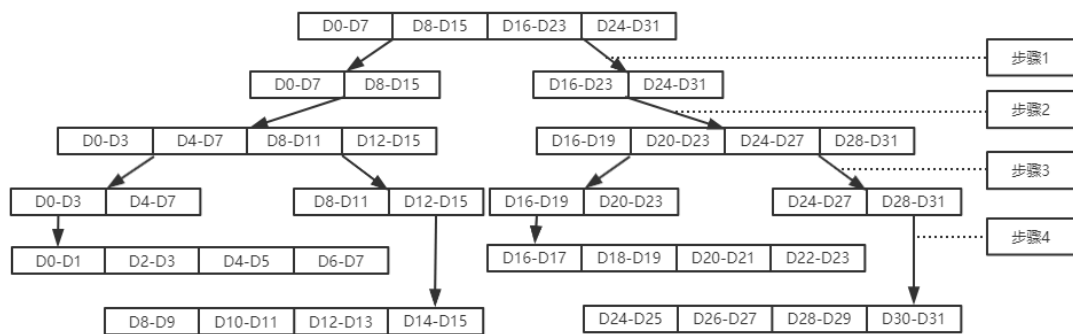 D0-D7 D8-D15 D16-D23 D24-D31
步骤1
D0-D7 D8-D15 D16-D23 D24-D31
步骤2
D0-D3 D4-D7 D8-D11 D12-D15 D16-D19 D20-D23 D24-D27 D28-D31
步骤3
D0-D3 D4-D7 D8-D11 D12-D15 D16-D19 D20-D23 D24-D27 D28-D31
步骤4
D0-D1 D2-D3 D4-D5 D6-D7 D16-D17 D18-D19 D20-D21 D22-D23
D8-D9 D10-D11 D12-D13 D14-D15 D24-D25 D26-D27 D28-D29 D30-D31